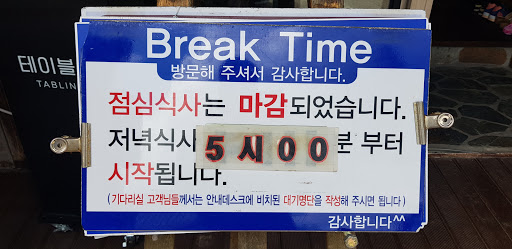 테이블
TABLIN
Break Time
방문해 주셔서 감사합니다.
점심식사는 마감되었습니다.
저녁식사 5시00분 부터
시작됩니다.
(기다리실 고객님들께서는 안내데스크에 비치된 대기명단을 작성해 주시면 됩니다)
감사합니다^^